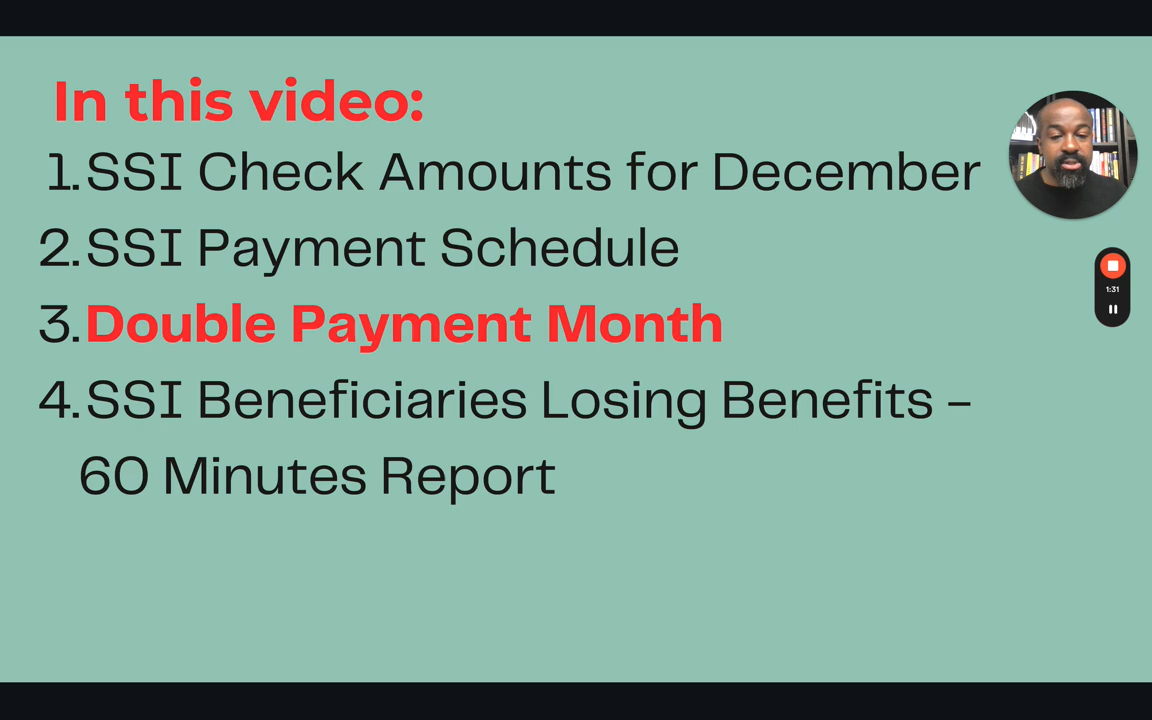 In this video:
1.SSI Check Amounts for December
2.SSI Payment Schedule
3.Double Payment Month
4.SSI Beneficiaries Losing Benefits –
60 Minutes Report
1:31